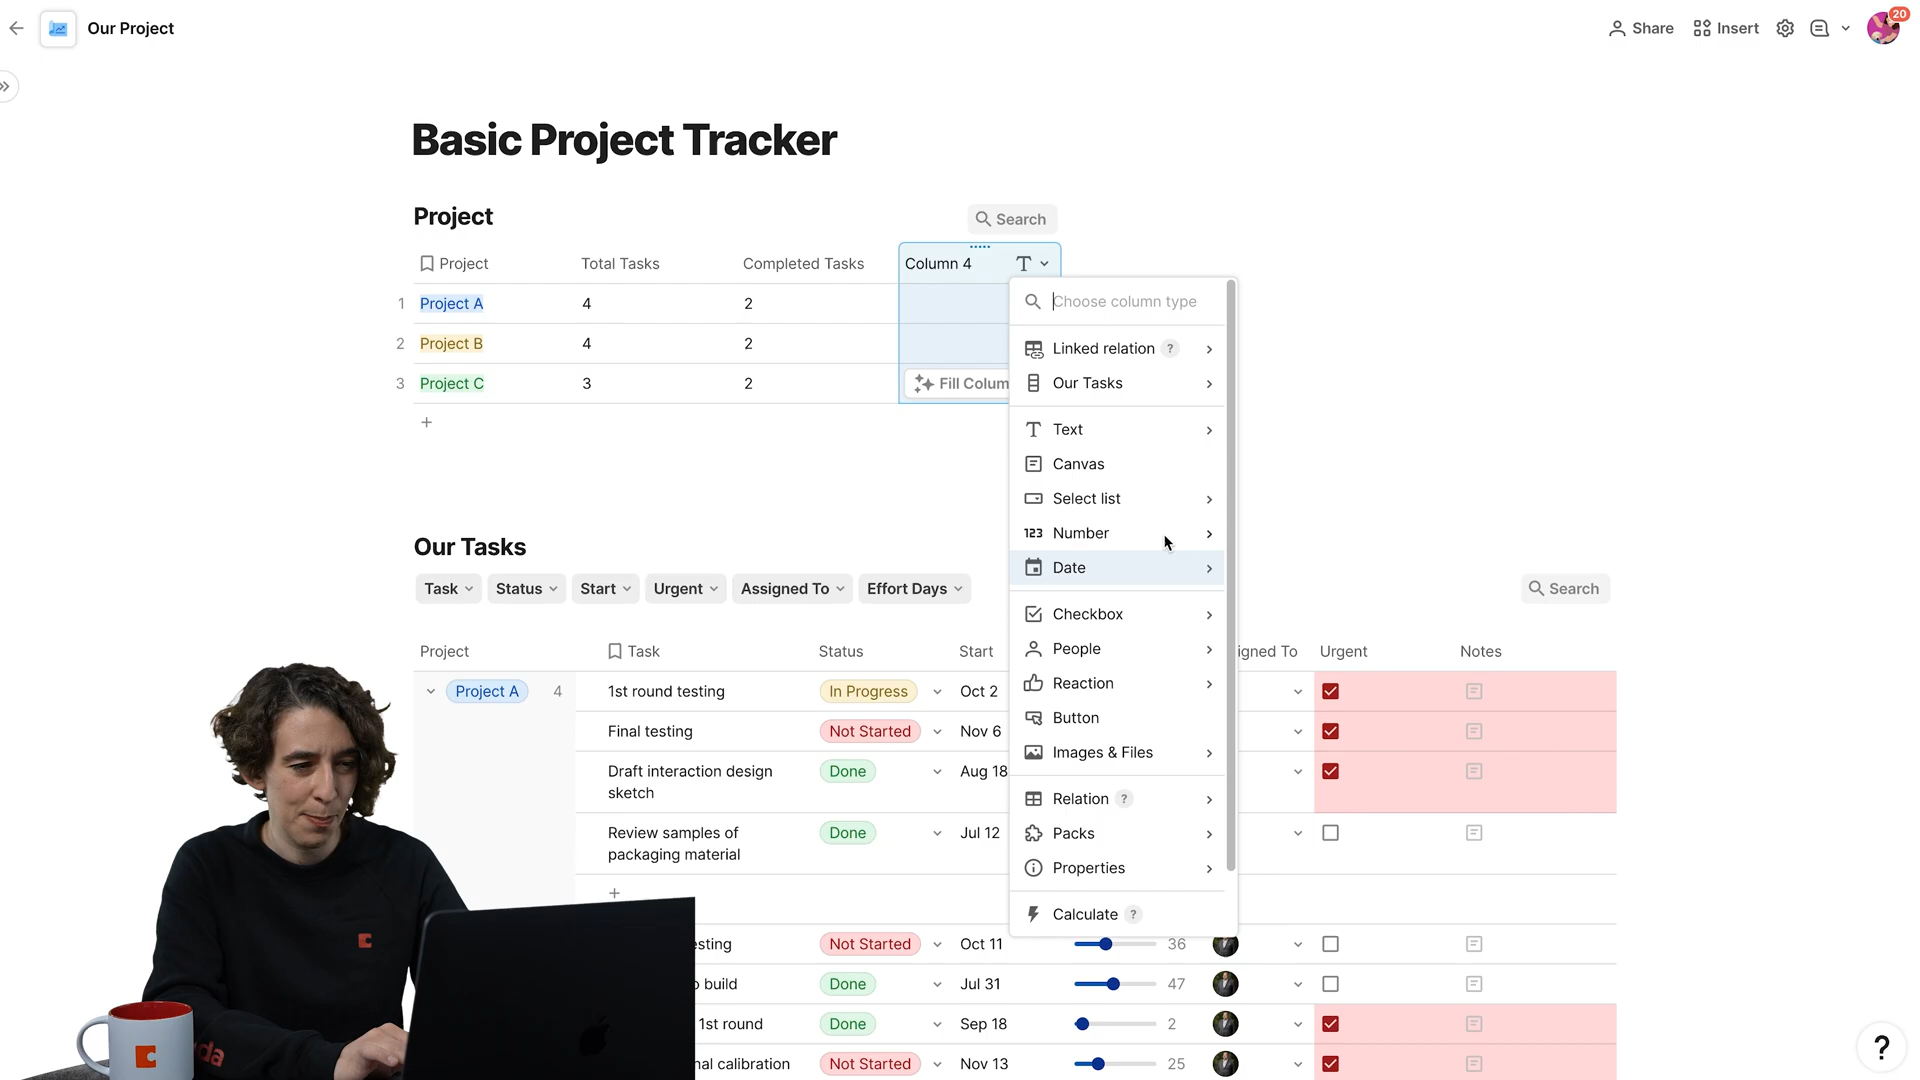 Our Project
Share
Insert
20
Basic Project Tracker
Project
Search
Project
Total Tasks
Completed Tasks
Column 4
1
Project A
4
2
2
Project B
4
2
3
Project C
3
2
Fill Colum
+
Choose column type
Linked relation ?
Our Tasks
Text
Canvas
Select list
123 Number
Date
Checkbox
People
Reaction
Button
Images & Files
Relation ?
Packs
Properties
Calculate ?
Our Tasks
Task
Status
Start
Urgent
Assigned To
Effort Days
Search
Project
Task
Status
Start
igned To
Urgent
Notes
Project A 4
1st round testing
In Progress
Oct 2
Final testing
Not Started
Nov 6
Draft interaction design
sketch
Done
Aug 18
Review samples of
packaging material
Done
Jul 12
+
esting
Not Started
Oct 11
36
build
Done
Jul 31
47
1st round
Done
Sep 18
2
nal calibration
Not Started
Nov 13
25
da
?